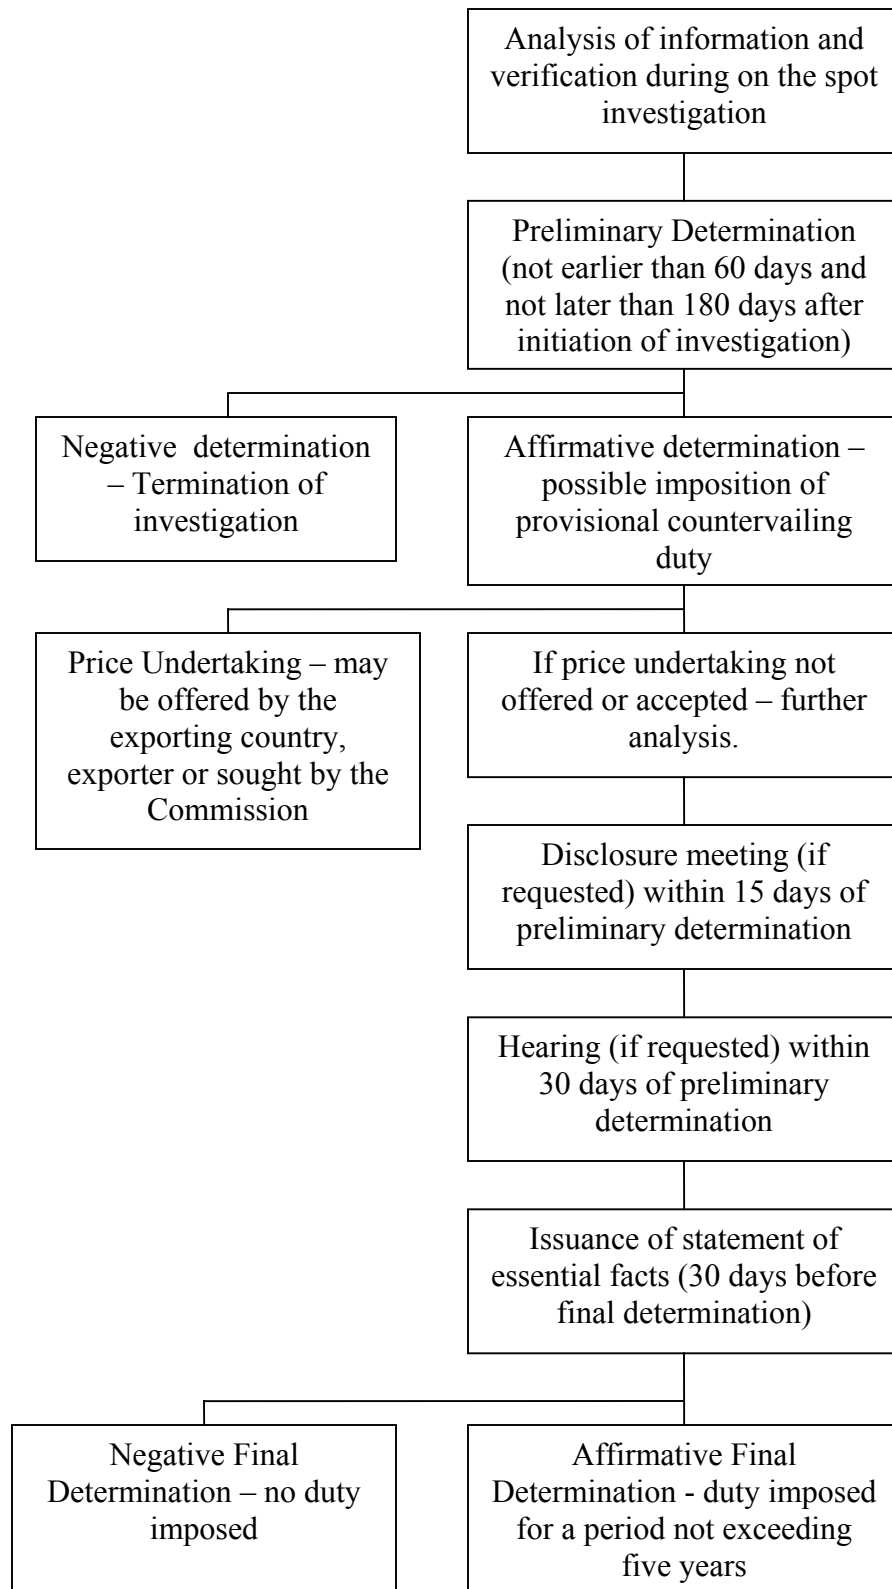 Analysis of information and
verification during on the spot
investigation
Preliminary Determination
(not earlier than 60 days and
not later than 180 days after
initiation of investigation)
Negative determination
– Termination of
investigation
Affirmative determination –
possible imposition of
provisional countervailing
duty
Price Undertaking – may
be offered by the
exporting country,
exporter or sought by the
Commission
If price undertaking not
offered or accepted – further
analysis.
Disclosure meeting (if
requested) within 15 days of
preliminary determination
Hearing (if requested) within
30 days of preliminary
determination
Issuance of statement of
essential facts (30 days before
final determination)
Negative Final
Determination – no duty
imposed
Affirmative Final
Determination - duty imposed
for a period not exceeding
five years